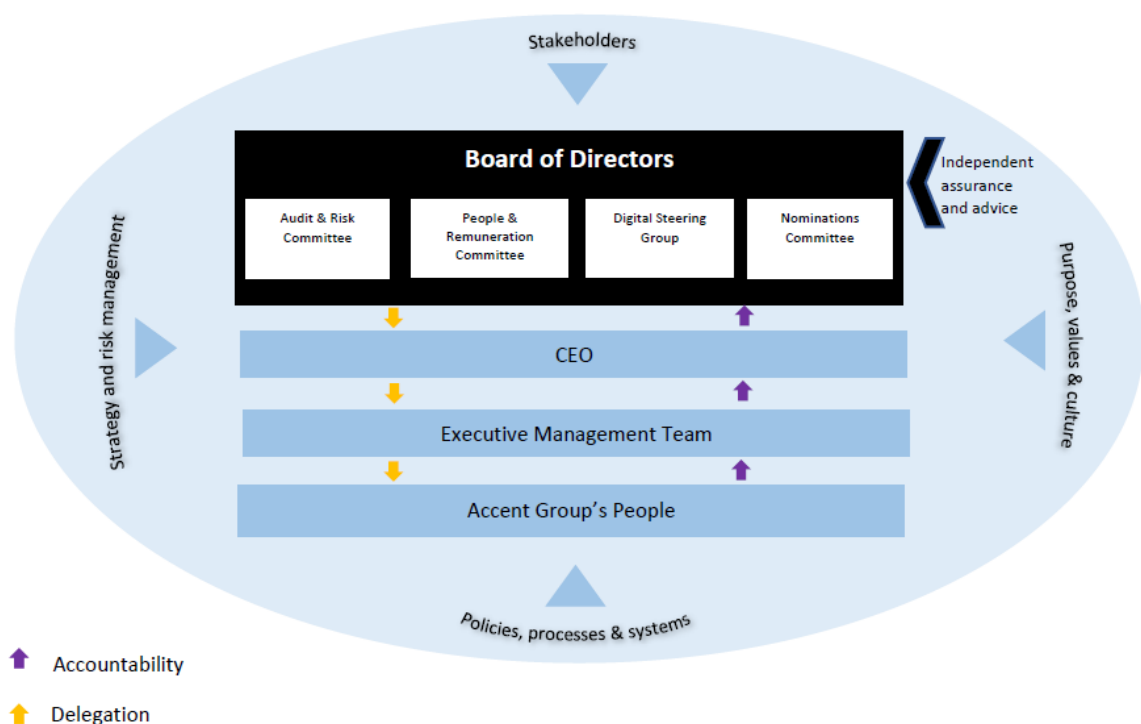 Stakeholders
Board of Directors
Independent
assurance
and advice
Audit & Risk
Committee
People &
Remuneration
Committee
Digital Steering
Group
Nominations
Committee
Strategy and risk management
Purpose, values & culture
CEO
Executive Management Team
Accent Group’s People
Policies, processes & systems
Accountability
Delegation